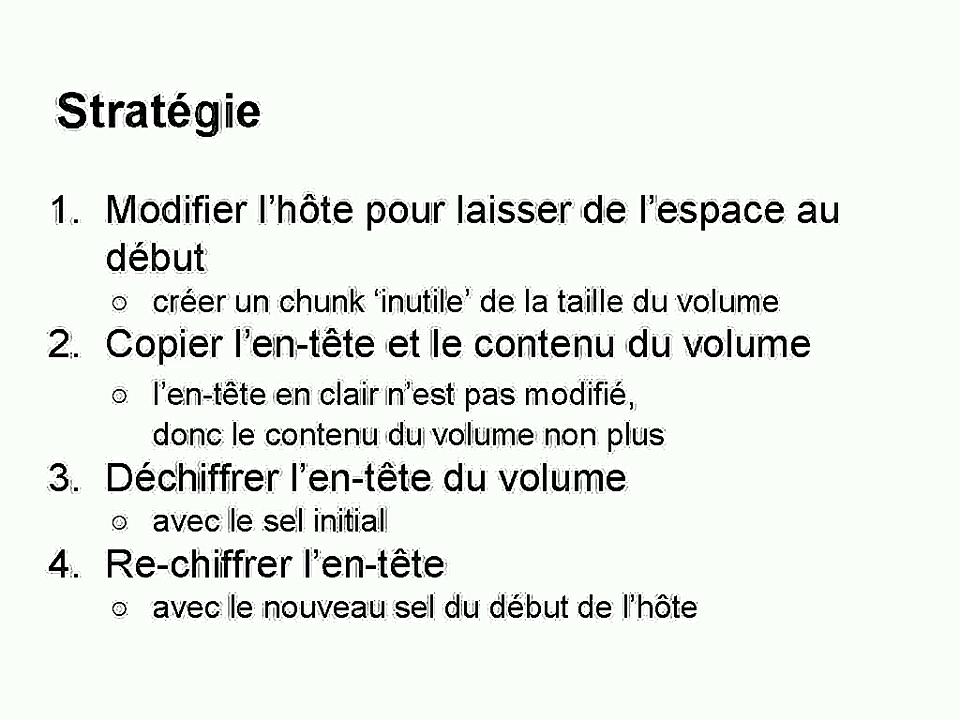 Stratégie
1. Modifier l’hôte pour laisser de l’espace au
début
○ créer un chunk ‘inutile’ de la taille du volume
2. Copier l’en-tête et le contenu du volume
○ l’en-tête en clair n’est pas modifié,
donc le contenu du volume non plus
3. Déchiffrer l’en-tête du volume
○ avec le sel initial
4. Re-chiffrer l’en-tête
○ avec le nouveau sel du début de l’hôte